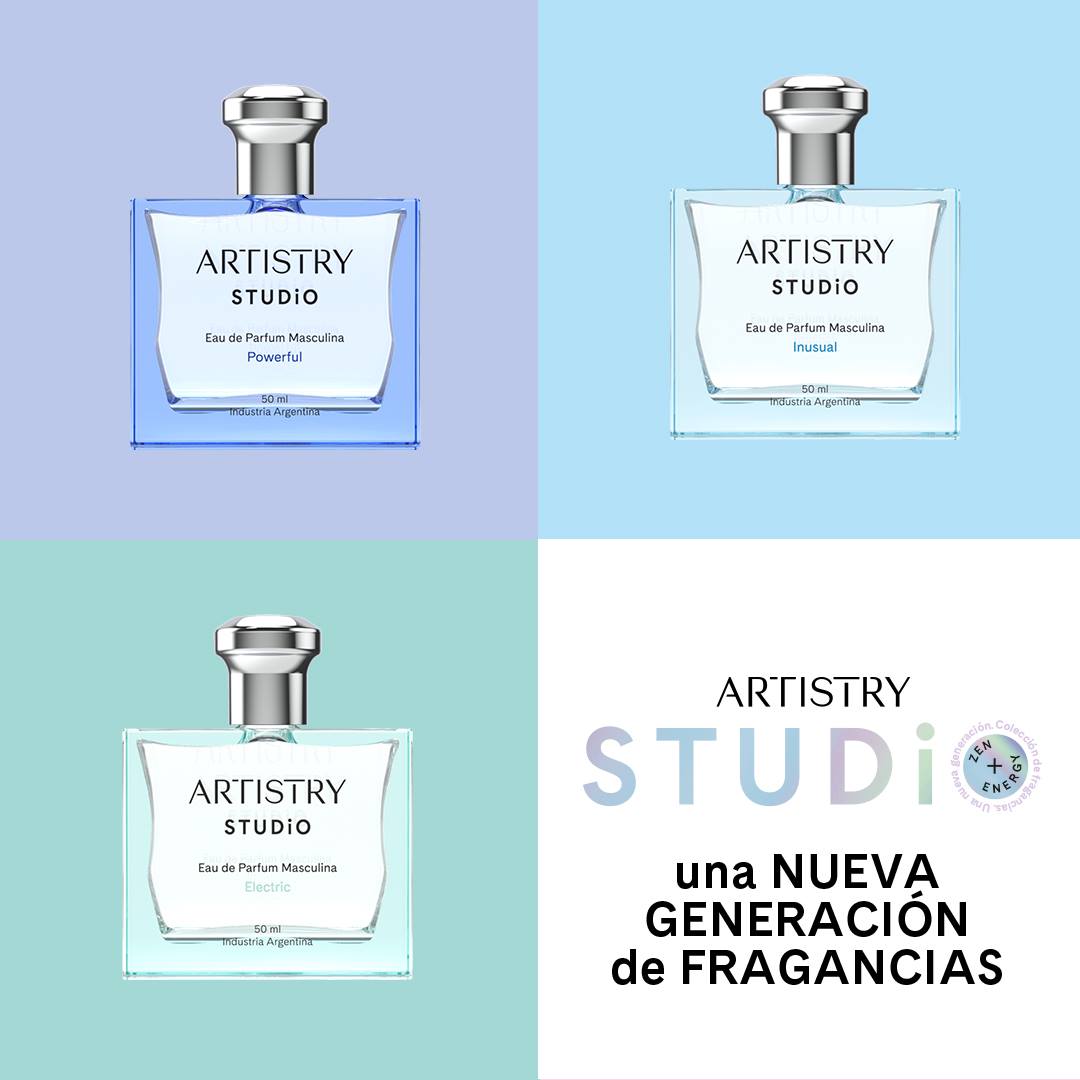 ARTISTRY
STUDiO
Eau de Parfum Masculina
Powerful
50 ml
Industria Argentina
ARTISTRY
STUDiO
Eau de Parfum Masculina
Inusual
50 ml
Industria Argentina
ARTISTRY
STUDiO
Eau de Parfum Masculina
Electric
50 ml
Industria Argentina
ARTISTRY
STUDiO
Una nueva generación. Colección de fragancias.
ZEN
+
ENERGY
una NUEVA
GENERACIÓN
de FRAGANCIAS